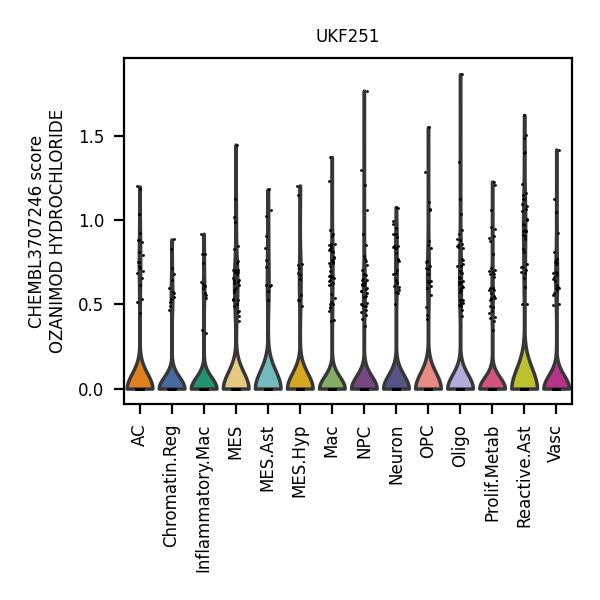 UKF251
CHEMBL3707246 score
OZANIMOD HYDROCHLORIDE
1.5
1.0
0.5
0.0
AC
Chromatin.Reg
Inflammatory.Mac
MES
MES.Ast
MES.Hyp
Mac
NPC
Neuron
OPC
Oligo
Prolif.Metab
Reactive.Ast
Vasc